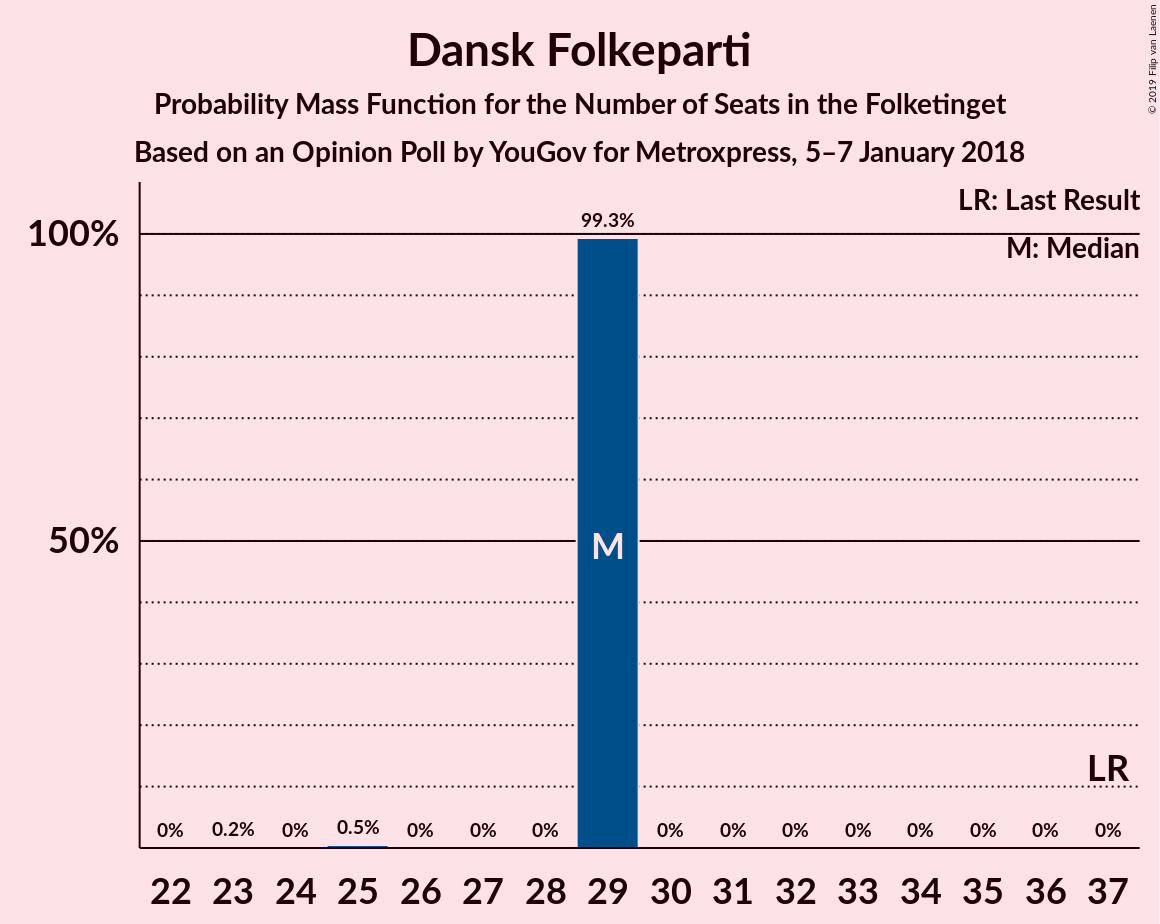 Dansk Folkeparti
Probability Mass Function for the Number of Seats in the Folketinget
Based on an Opinion Poll by YouGov for Metroxpress, 5–7 January 2018
© 2019 Filip van Laenen
LR: Last Result
M: Median
100%
50%
99.3%
M
LR
0% 0.2% 0% 0.5% 0% 0% 0% 0% 0% 0% 0% 0% 0% 0% 0%
22 23 24 25 26 27 28 29 30 31 32 33 34 35 36 37